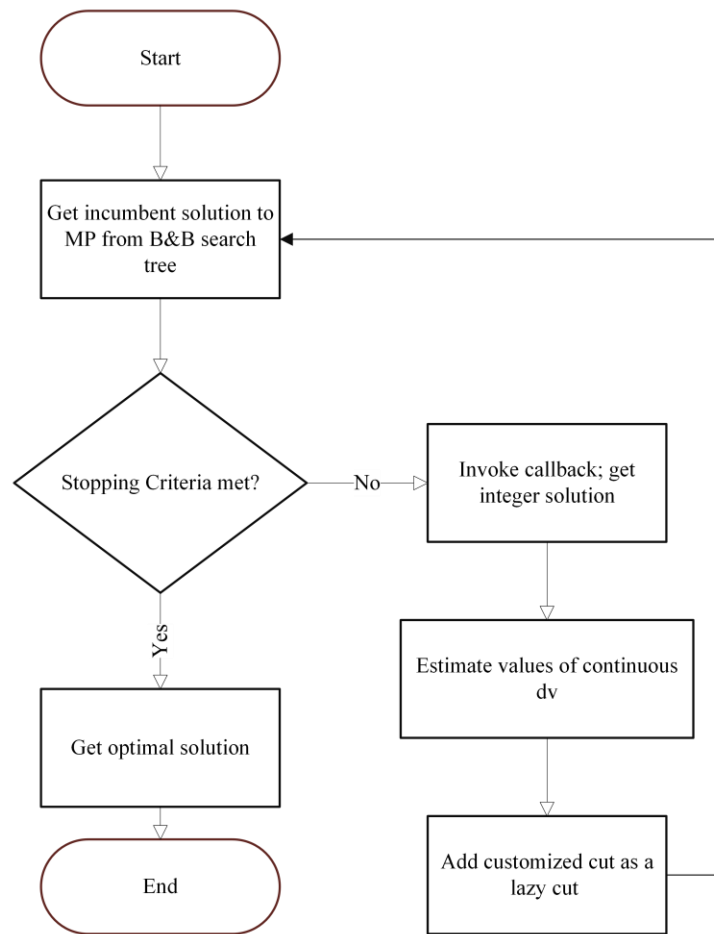 Start
Get incumbent solution to
MP from B&B search
tree
Stopping Criteria met?
No
Invoke callback; get
integer solution
Yes
Estimate values of continuous
dv
Get optimal solution
Add customized cut as a
lazy cut
End